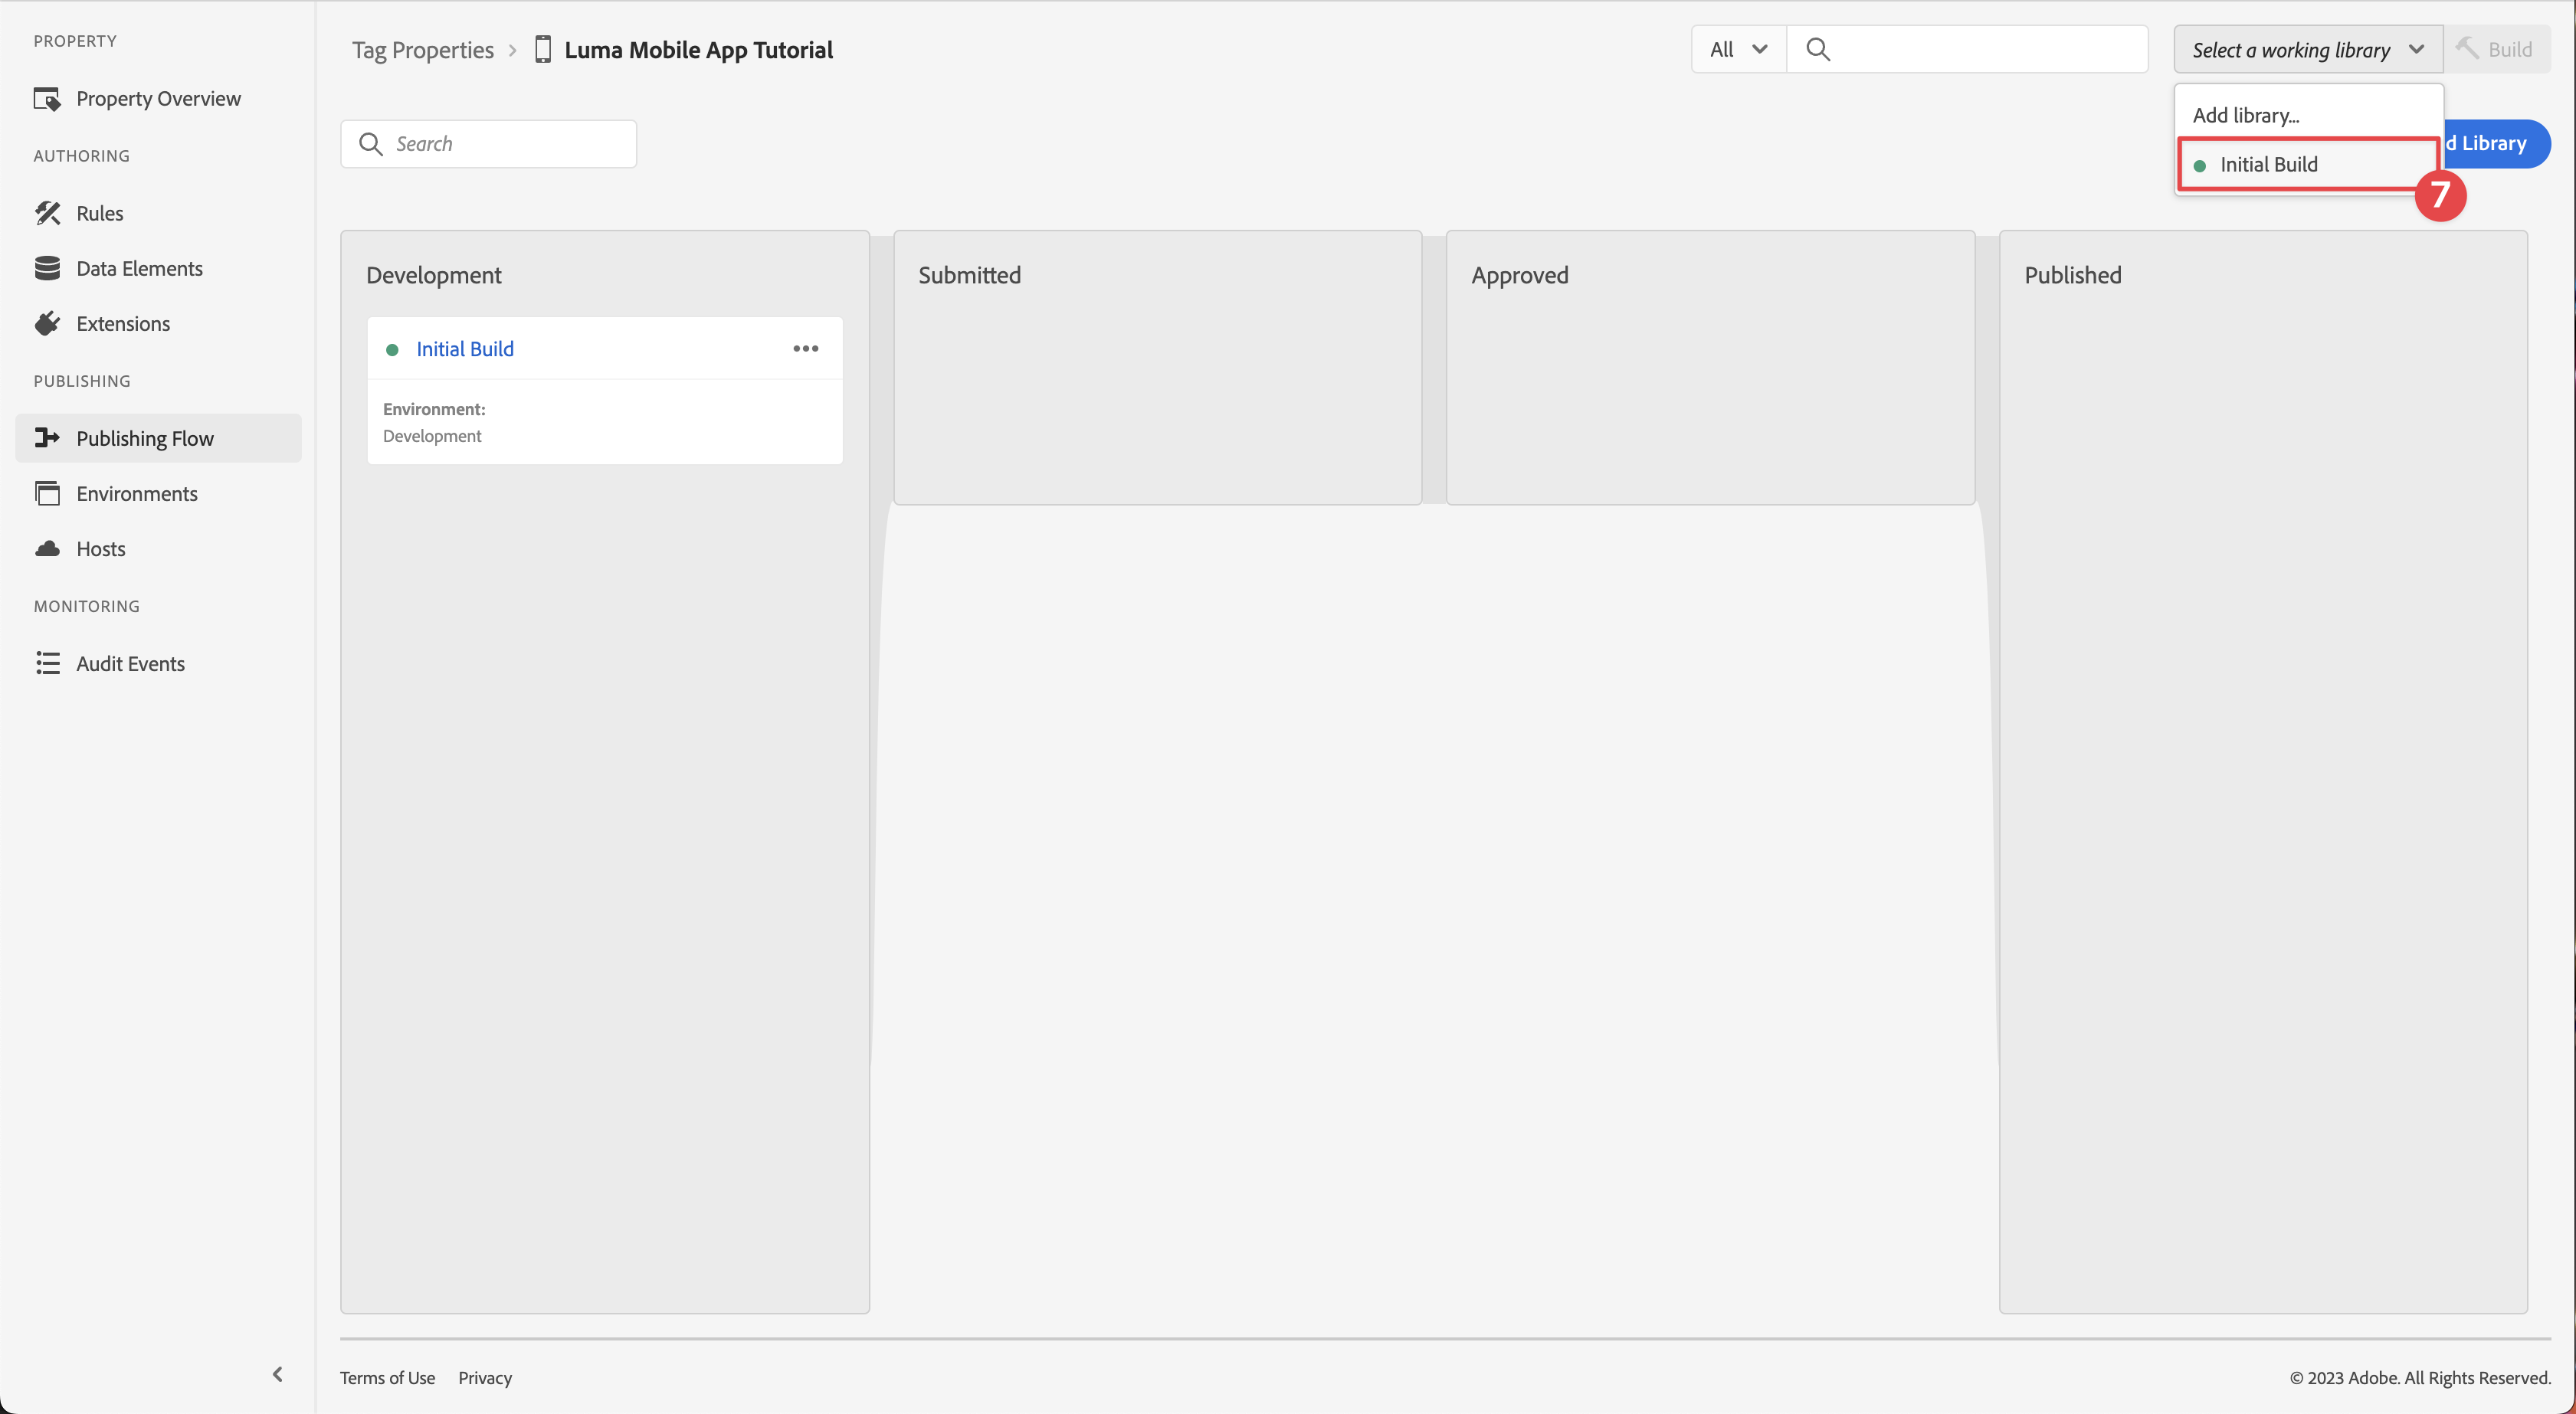 PROPERTY
Property Overview
AUTHORING
Rules
Data Elements
Extensions
PUBLISHING
Publishing Flow
Environments
Hosts
MONITORING
Audit Events
Tag Properties > Luma Mobile App Tutorial
All
Select a working library
Build
Add library...
Initial Build
7
d Library
Search
Development
Initial Build
Environment:
Development
Submitted
Approved
Published
Terms of Use Privacy
© 2023 Adobe. All Rights Reserved.